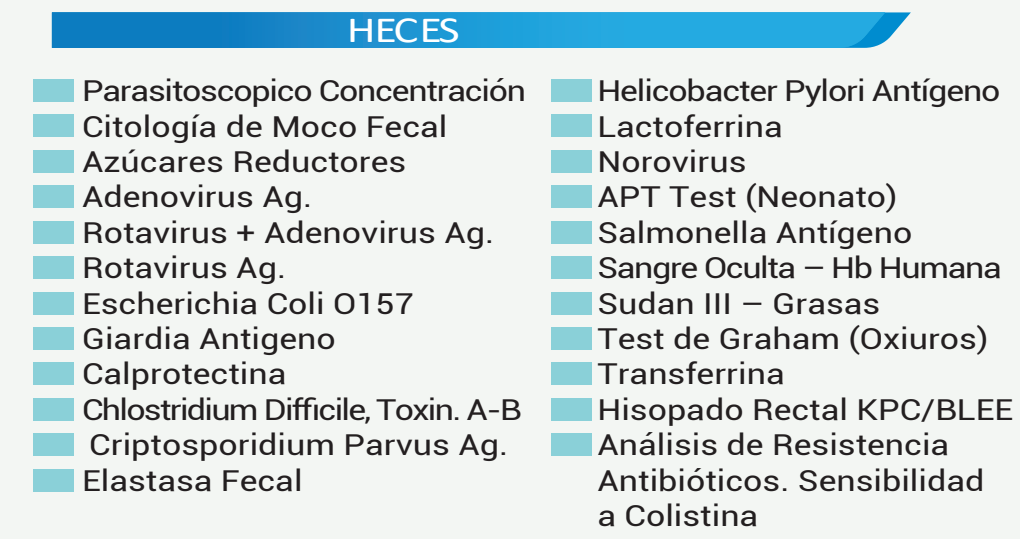 HECES
Parasitoscopico Concentración
Citología de Moco Fecal
Azúcares Reductores
Adenovirus Ag.
Rotavirus + Adenovirus Ag.
Rotavirus Ag.
Escherichia Coli O157
Giardia Antigeno
Calprotectina
Chlostridium Difficile, Toxin. A-B
Criptosporidium Parvus Ag.
Elastasa Fecal
Helicobacter Pylori Antígeno
Lactoferrina
Norovirus
APT Test (Neonato)
Salmonella Antígeno
Sangre Oculta – Hb Humana
Sudan III – Grasas
Test de Graham (Oxiuros)
Transferrina
Hisopado Rectal KPC/BLEE
Análisis de Resistencia
Antibióticos. Sensibilidad
a Colistina